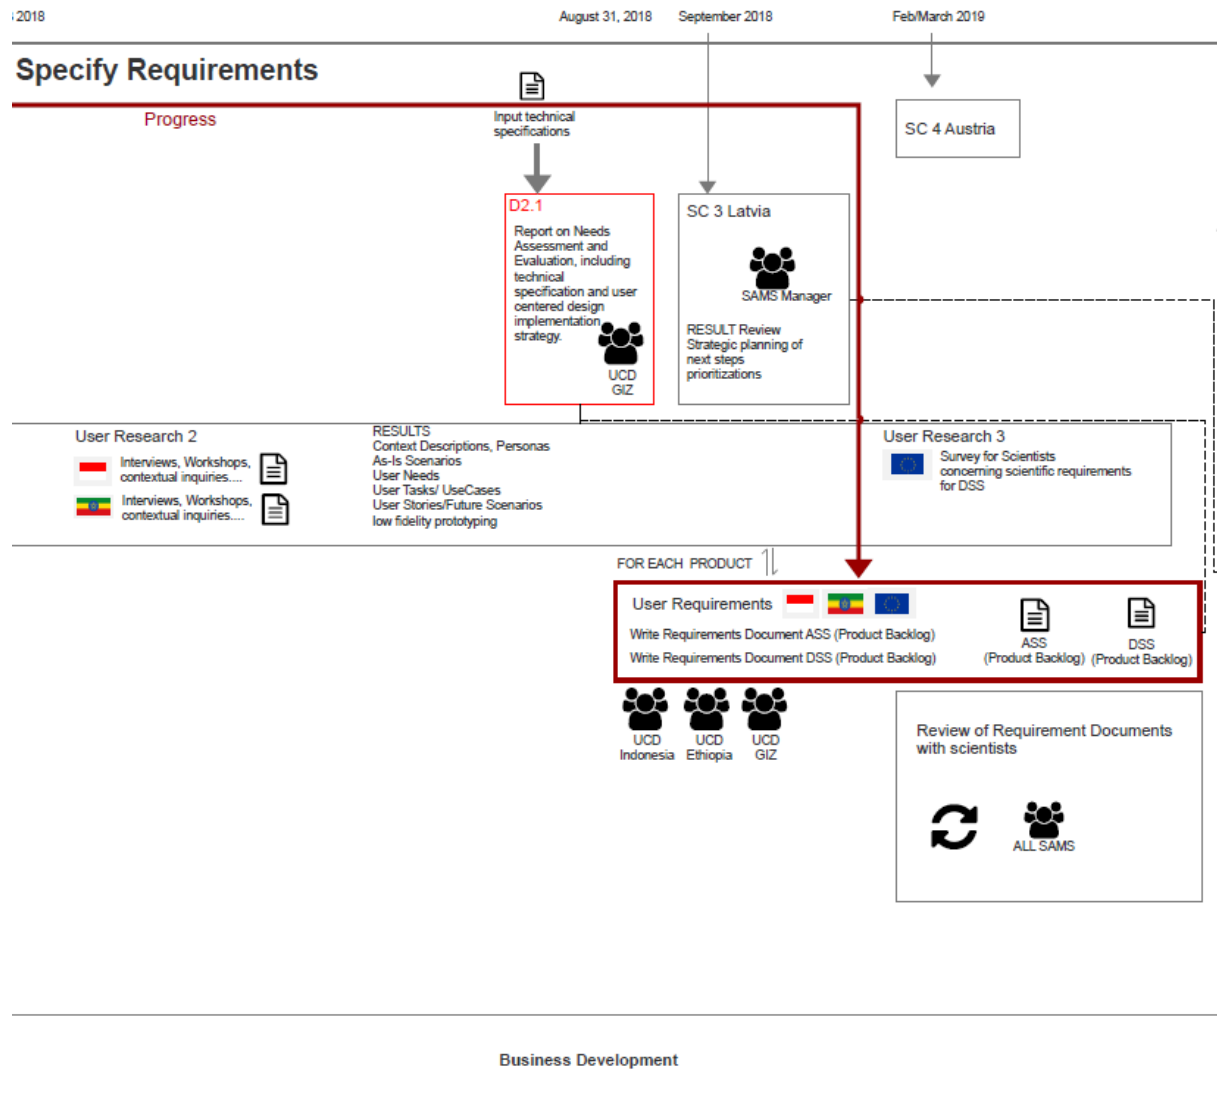 2018
August 31, 2018
September 2018
Feb/March 2019
Specify Requirements
Progress
Input technical
specifications
SC 4 Austria
D2.1
Report on Needs
Assessment and
Evaluation, including
technical
specification and user
centered design
implementation
strategy.
UCD
GIZ
SC 3 Latvia
SAMS Manager
RESULT Review
Strategic planning of
next steps
prioritizations
User Research 2
Interviews, Workshops,
contextual inquiries....
Interviews, Workshops,
contextual inquiries....
RESULTS
Context Descriptions, Personas
As-Is Scenarios
User Needs
User Tasks/ UseCases
User Stories/Future Scenarios
low fidelity prototyping
User Research 3
Survey for Scientists
concerning scientific requirements
for DSS
FOR EACH PRODUCT
User Requirements
Write Requirements Document ASS (Product Backlog)
Write Requirements Document DSS (Product Backlog)
ASS
(Product Backlog)
DSS
(Product Backlog)
UCD
Indonesia
UCD
Ethiopia
UCD
GIZ
Review of Requirement Documents
with scientists
ALL SAMS
Business Development